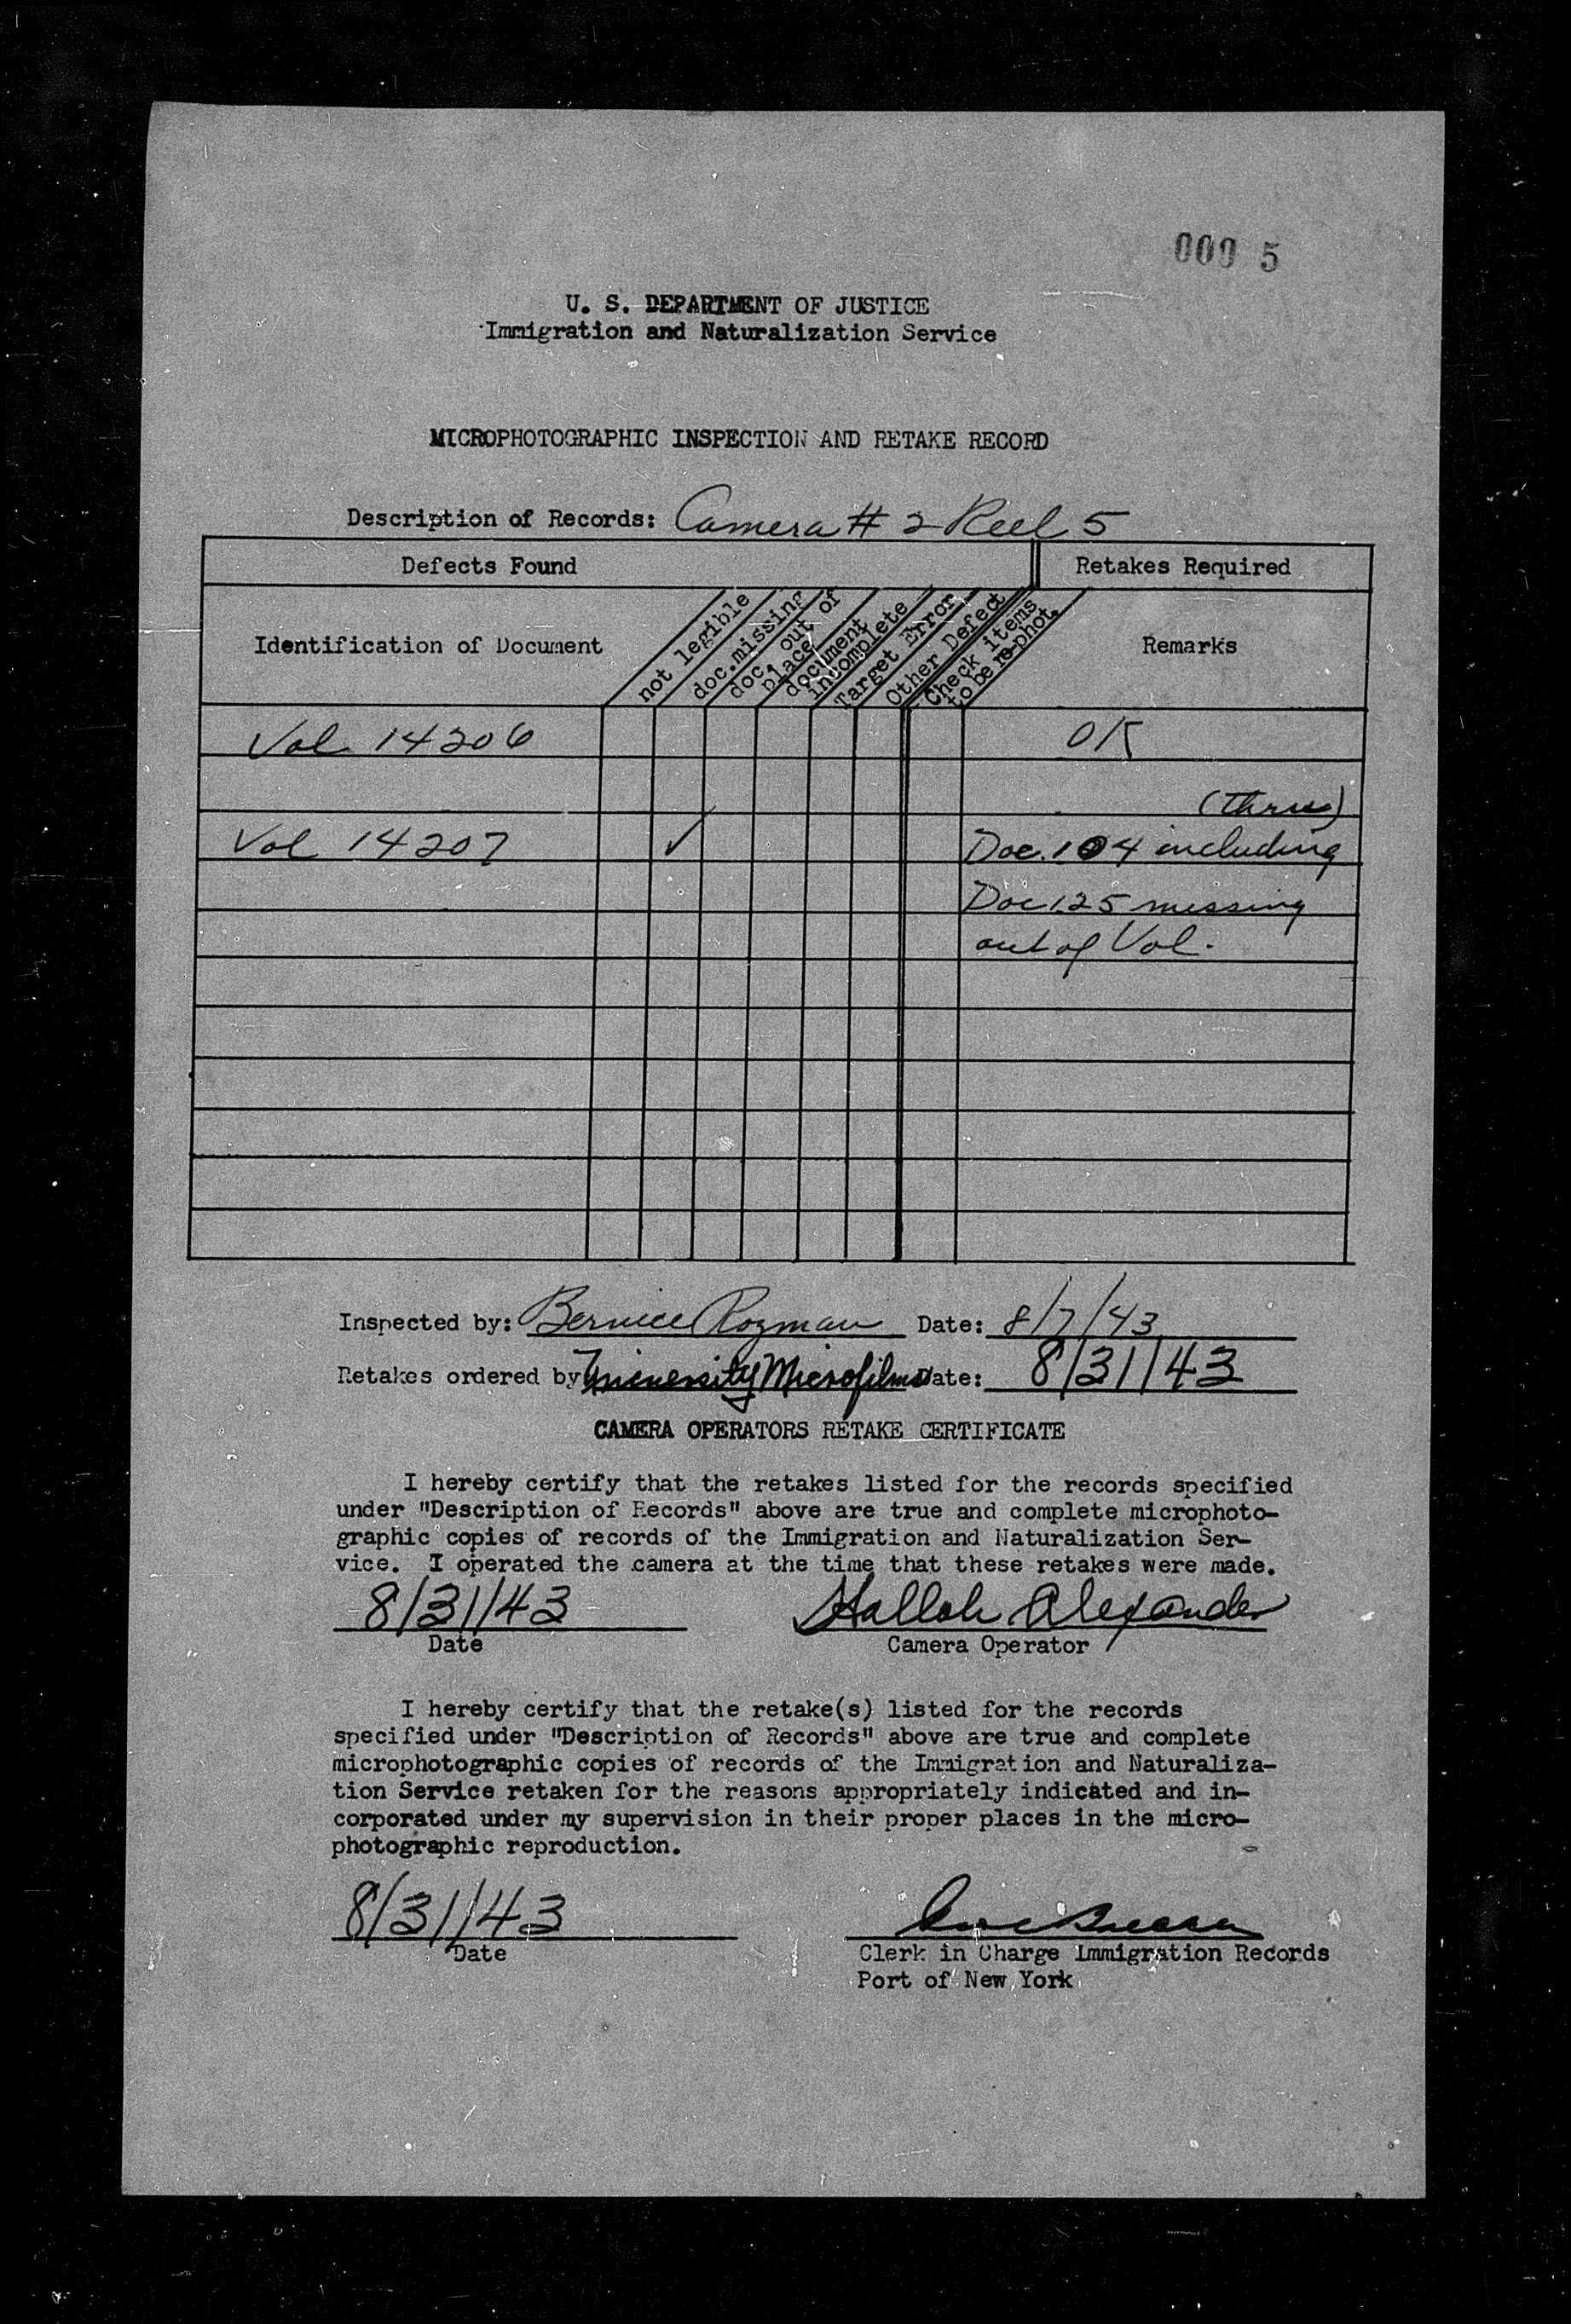 000 5
U. S. DEPARTMENT OF JUSTICE
Immigration and Naturalization Service
MICROPHOTOGRAPHIC INSPECTION AND RETAKE RECORD
Description of Records: Camera # 2 Reel 5
Defects Found
Retakes Required
Identification of Document
not legible
doc. missing
doc. out of
place
document
incomplete
Target Error
Other Defect
Check items
to be re-phot.
Remarks
Vol. 14206 OK
(thru)
Vol 14207 ✓ Doc. 104 including
Doc 125 missing
out of Vol.
Inspected by: Bernice Rozman Date: 8/7/43
Retakes ordered by University Microfilms Date: 8/31/43
CAMERA OPERATORS RETAKE CERTIFICATE
I hereby certify that the retakes listed for the records specified
under "Description of Records" above are true and complete microphoto-
graphic copies of records of the Immigration and Naturalization Ser-
vice. I operated the camera at the time that these retakes were made.
8/31/43 Alexander
Date Camera Operator
I hereby certify that the retake(s) listed for the records
specified under "Description of Records" above are true and complete
microphotographic copies of records of the Immigration and Naturaliza-
tion Service retaken for the reasons appropriately indicated and in-
corporated under my supervision in their proper places in the micro-
photographic reproduction.
8/31/43
Date Clerk in Charge Immigration Records
Port of New York